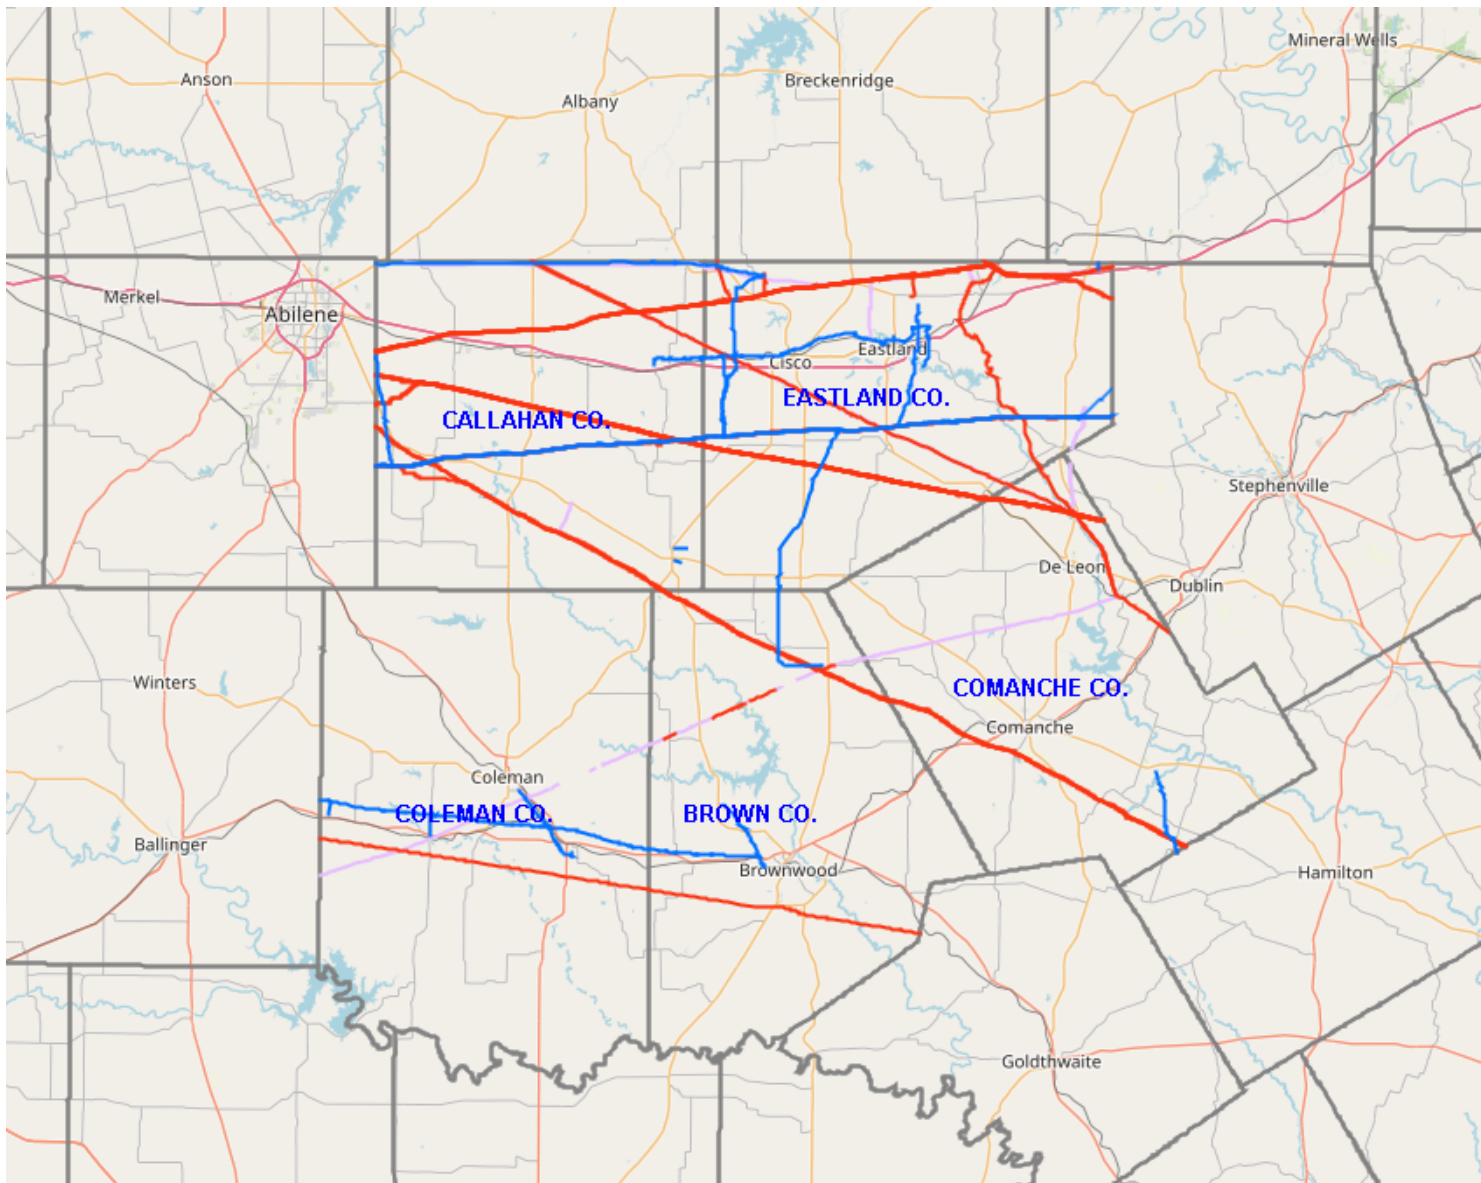 Mineral Wells
Anson
Breckenridge
Albany
Merkel
Abilene
Eastland
Cisco
EASTLAND CO.
CALLAHAN CO.
Stephenville
De Leon
Dublin
Winters
COMANCHE CO.
Comanche
Coleman
COLEMAN CO.
BROWN CO.
Ballinger
Brownwood
Hamilton
Goldthwaite